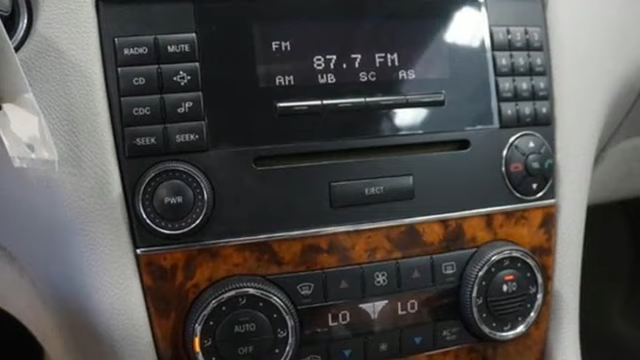 RADIO MUTE
CD
CDC
-SEEK SEEK+
PWR
FM
87.7 FM
AM WB SC AS
EJECT
AUTO
OFF
LO LO